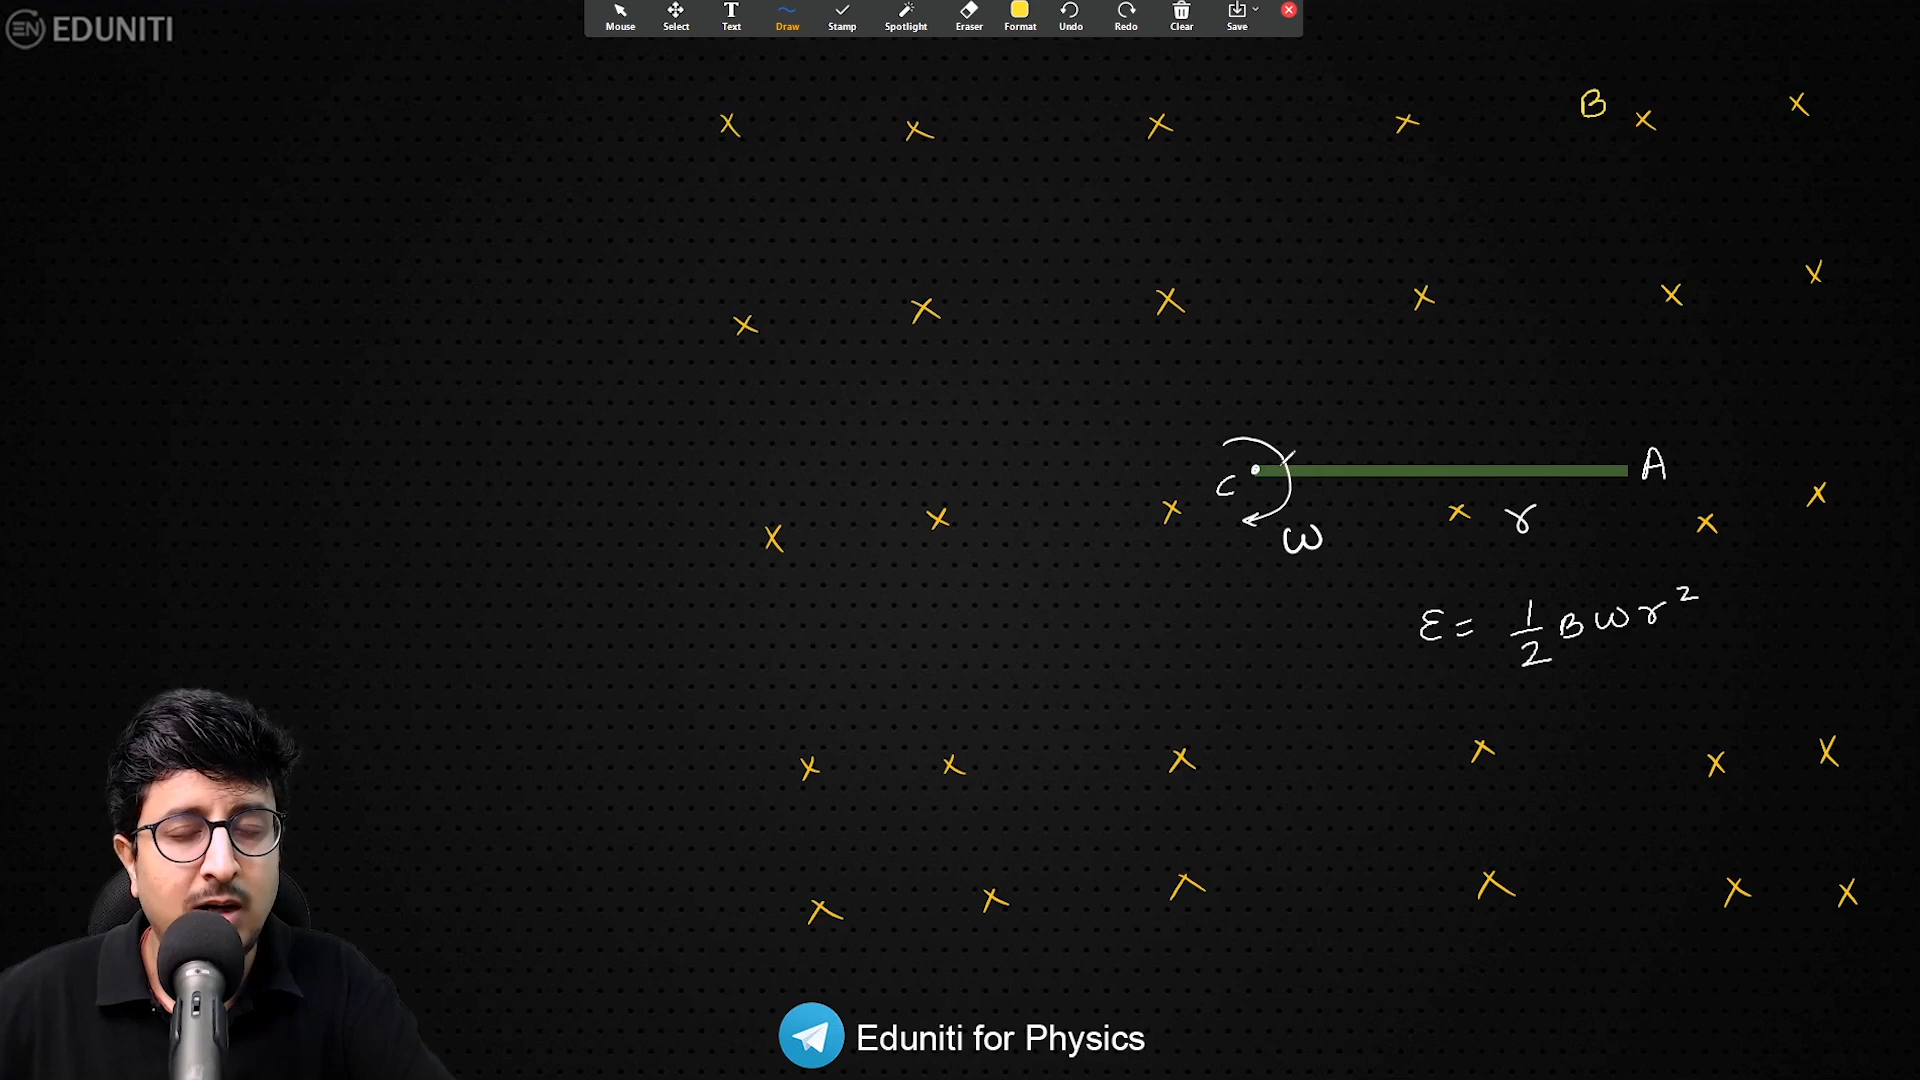 EN EDUNITI
Mouse Select Text Draw Stamp Spotlight Eraser Format Undo Redo Clear Save
B
x x x x x x
x x x x x x
C A
x x x x x x
r
ω
ε = 1/2 B ω r²
x x x x x x
x x x x x x
Eduniti for Physics